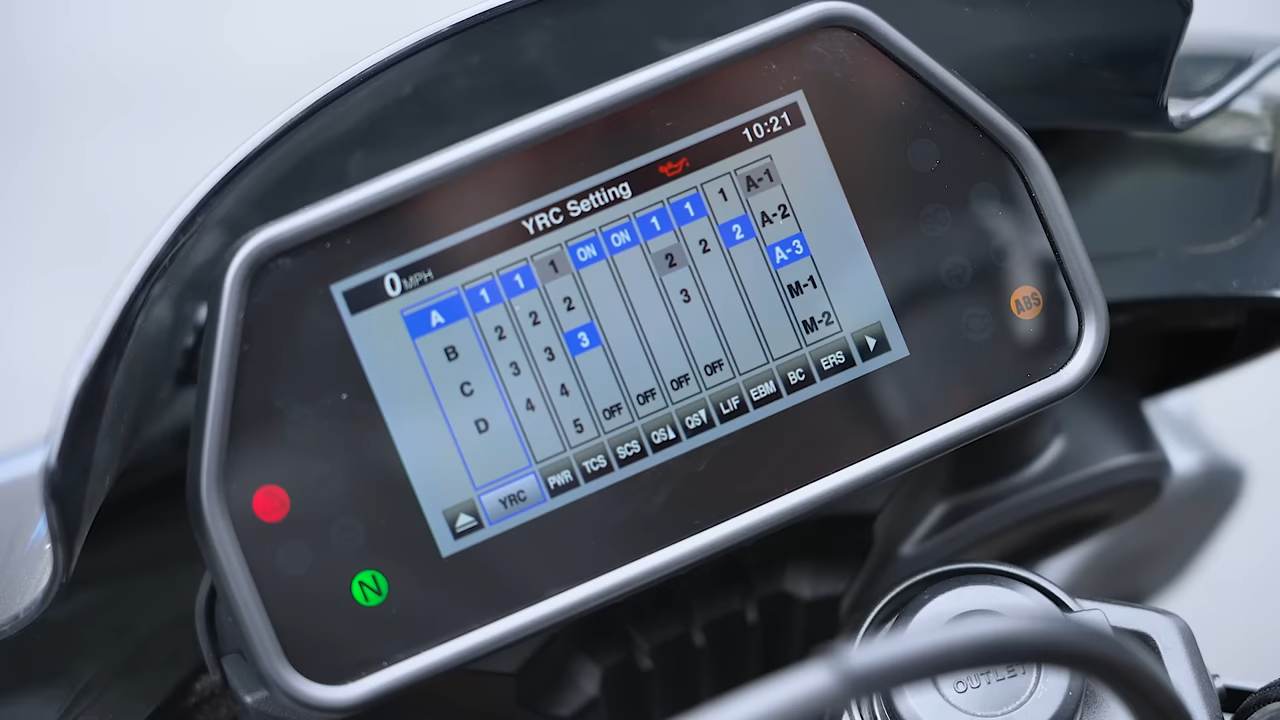 0 MPH YRC Setting 10:21
A 1 1 1 ON ON 1 1 1 A-1
B 2 2 2 2 2 2 A-2
C 3 3 3 3 A-3
D 4 4 M-1
5 OFF OFF OFF OFF M-2
YRC PWR TCS SCS QS▲ QS▼ LIF EBM BC ERS
ABS
N
OUTLET